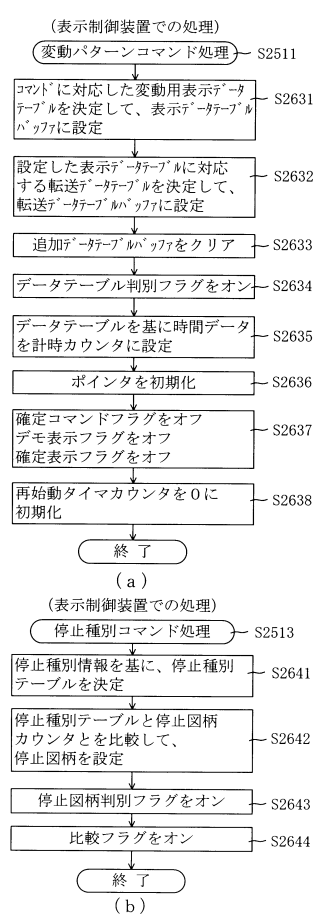 (表示制御装置での処理)
変動パターンコマンド処理
S2511
ｺﾏﾝﾄﾞに対応した変動用表示ﾃﾞｰﾀ
ﾃｰﾌﾞﾙを決定して、表示ﾃﾞｰﾀﾃｰﾌﾞﾙ
ﾊﾞｯﾌｧに設定
S2631
設定した表示ﾃﾞｰﾀﾃｰﾌﾞﾙに対応
する転送ﾃﾞｰﾀﾃｰﾌﾞﾙを決定して、
転送ﾃﾞｰﾀﾃｰﾌﾞﾙﾊﾞｯﾌｧに設定
S2632
追加ﾃﾞｰﾀﾃｰﾌﾞﾙﾊﾞｯﾌｧをクリア
S2633
データテーブル判別フラグをオン
S2634
データテーブルを基に時間データ
を計時カウンタに設定
S2635
ポインタを初期化
S2636
確定コマンドフラグをオフ
デモ表示フラグをオフ
確定表示フラグをオフ
S2637
再始動タイマカウンタを０に
初期化
S2638
終 了
(a)
(表示制御装置での処理)
停止種別コマンド処理
S2513
停止種別情報を基に、停止種別
テーブルを決定
S2641
停止種別テーブルと停止図柄
カウンタとを比較して、
停止図柄を設定
S2642
停止図柄判別フラグをオン
S2643
比較フラグをオン
S2644
終 了
(b)